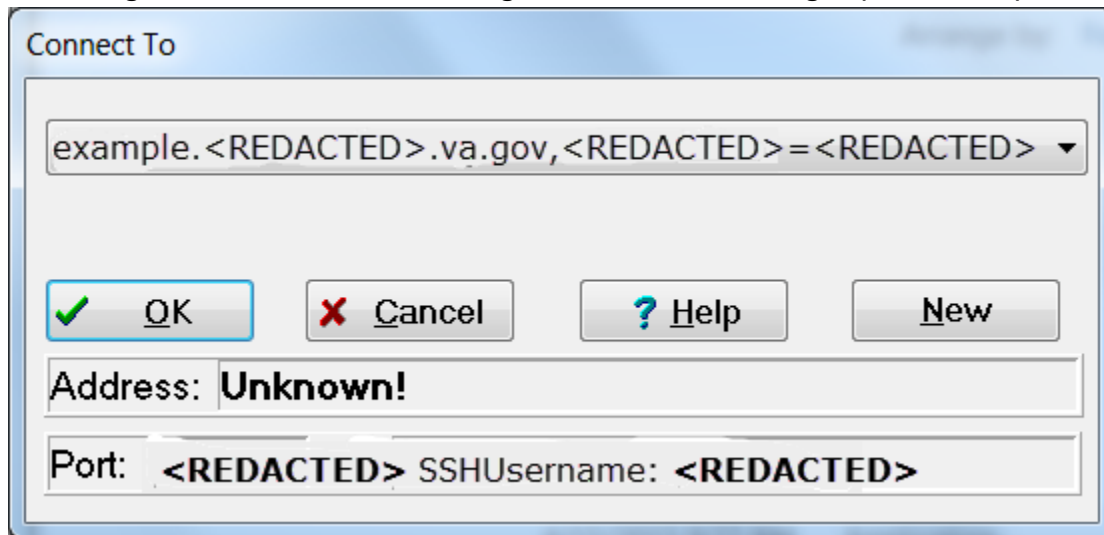 Connect To
example.<REDACTED>.va.gov,<REDACTED>=<REDACTED>
OK Cancel ? Help New
Address: Unknown!
Port: <REDACTED> SSHUsername: <REDACTED>